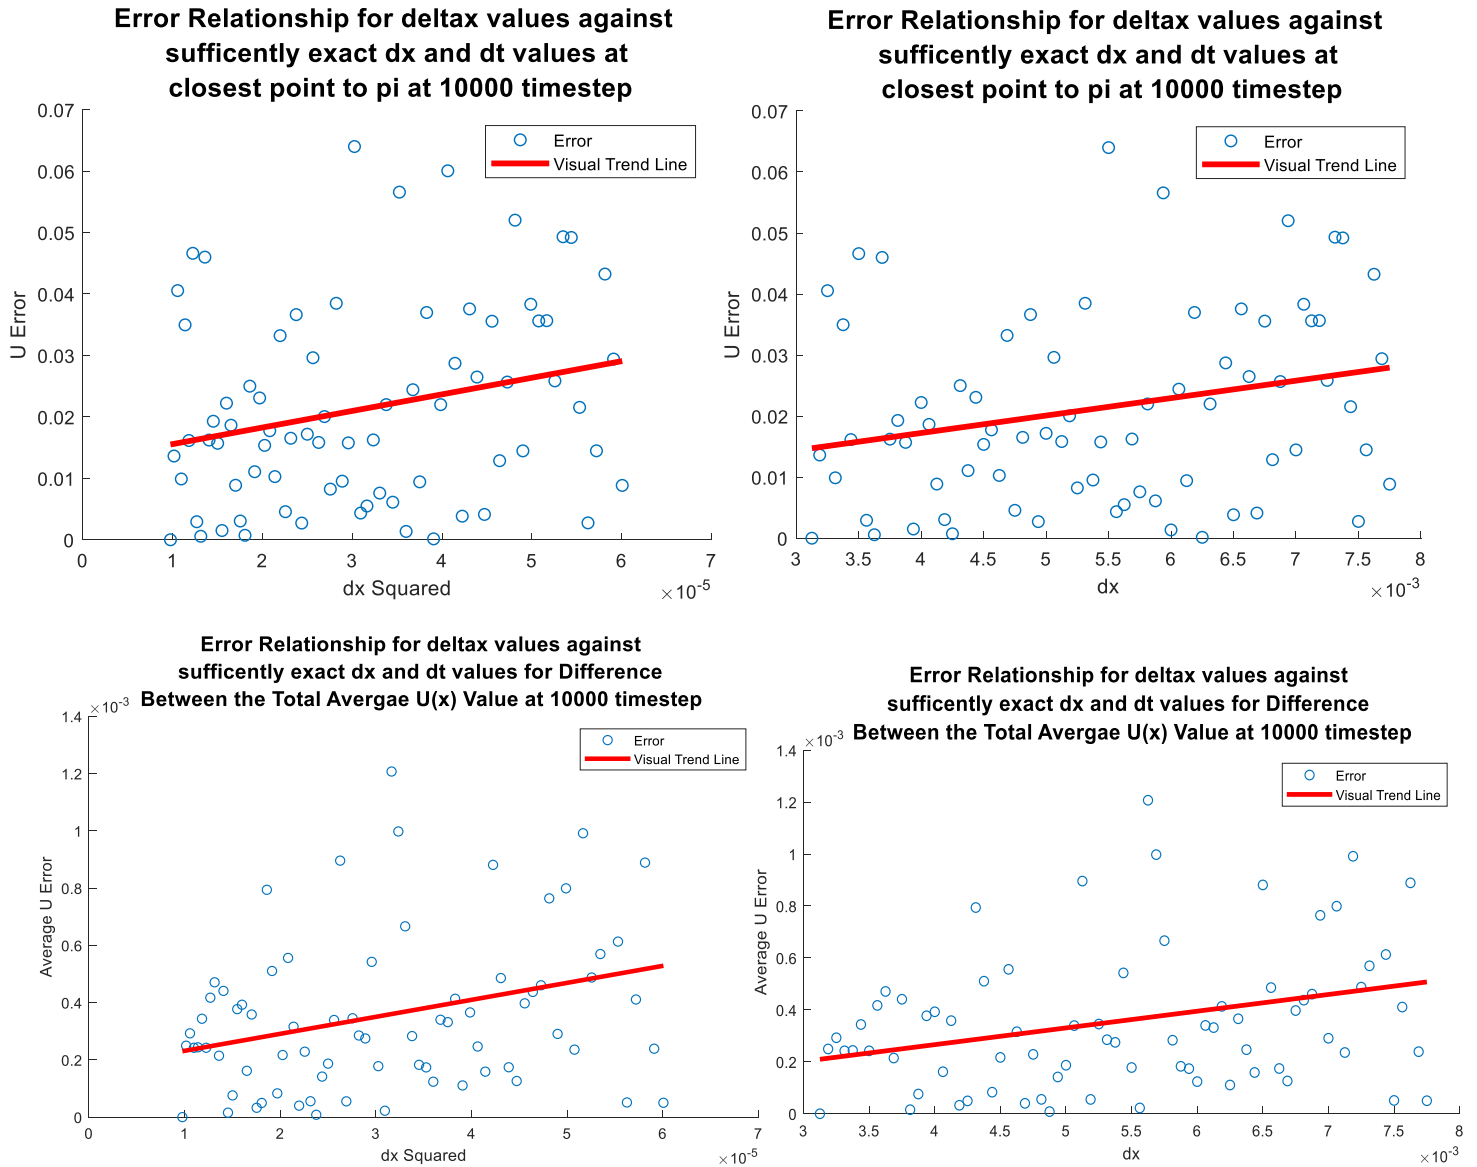 Error Relationship for deltax values against
sufficently exact dx and dt values at
closest point to pi at 10000 timestep
0.07
0.06
0.05
0.04
0.03
0.02
0.01
0
U Error
Error
Visual Trend Line
0 1 2 3 4 5 6 7
dx Squared
×10-5
Error Relationship for deltax values against
sufficently exact dx and dt values at
closest point to pi at 10000 timestep
0.07
0.06
0.05
0.04
0.03
0.02
0.01
0
U Error
Error
Visual Trend Line
3 3.5 4 4.5 5 5.5 6 6.5 7 7.5 8
dx
×10-3
Error Relationship for deltax values against
sufficently exact dx and dt values for Difference
Between the Total Avergae U(x) Value at 10000 timestep
×10-3
1.4
1.2
1
0.8
0.6
0.4
0.2
0
Average U Error
Error
Visual Trend Line
0 1 2 3 4 5 6 7
dx Squared
×10-5
Error Relationship for deltax values against
sufficently exact dx and dt values for Difference
Between the Total Avergae U(x) Value at 10000 timestep
×10-3
1.4
1.2
1
0.8
0.6
0.4
0.2
0
Average U Error
Error
Visual Trend Line
3 3.5 4 4.5 5 5.5 6 6.5 7 7.5 8
dx
×10-3